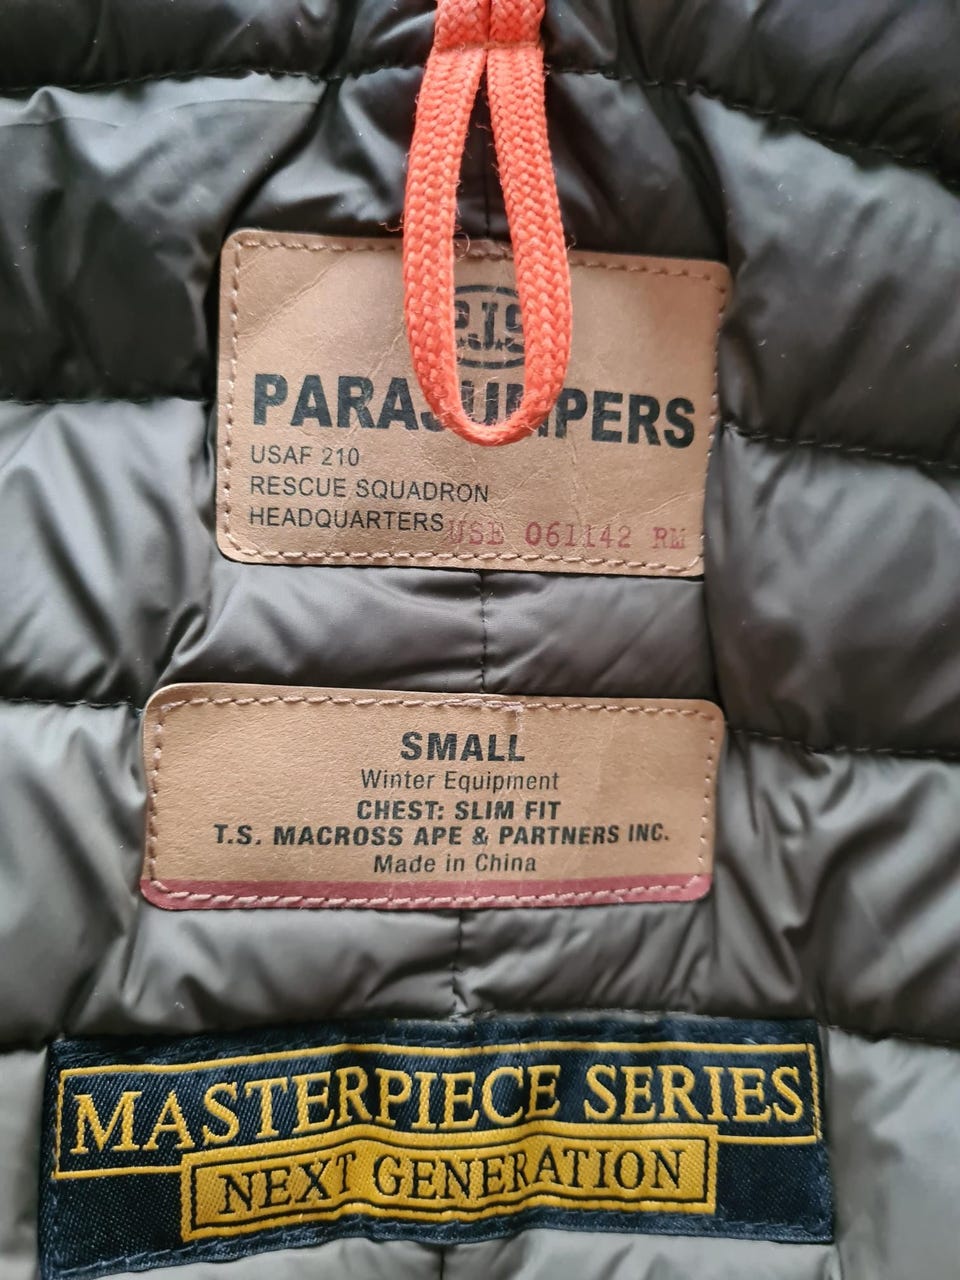 P.J.S
PARAJUMPERS
USAF 210
RESCUE SQUADRON
HEADQUARTERS USE 061142 RM
SMALL
Winter Equipment
CHEST: SLIM FIT
T.S. MACROSS APE & PARTNERS INC.
Made in China
MASTERPIECE SERIES
NEXT GENERATION